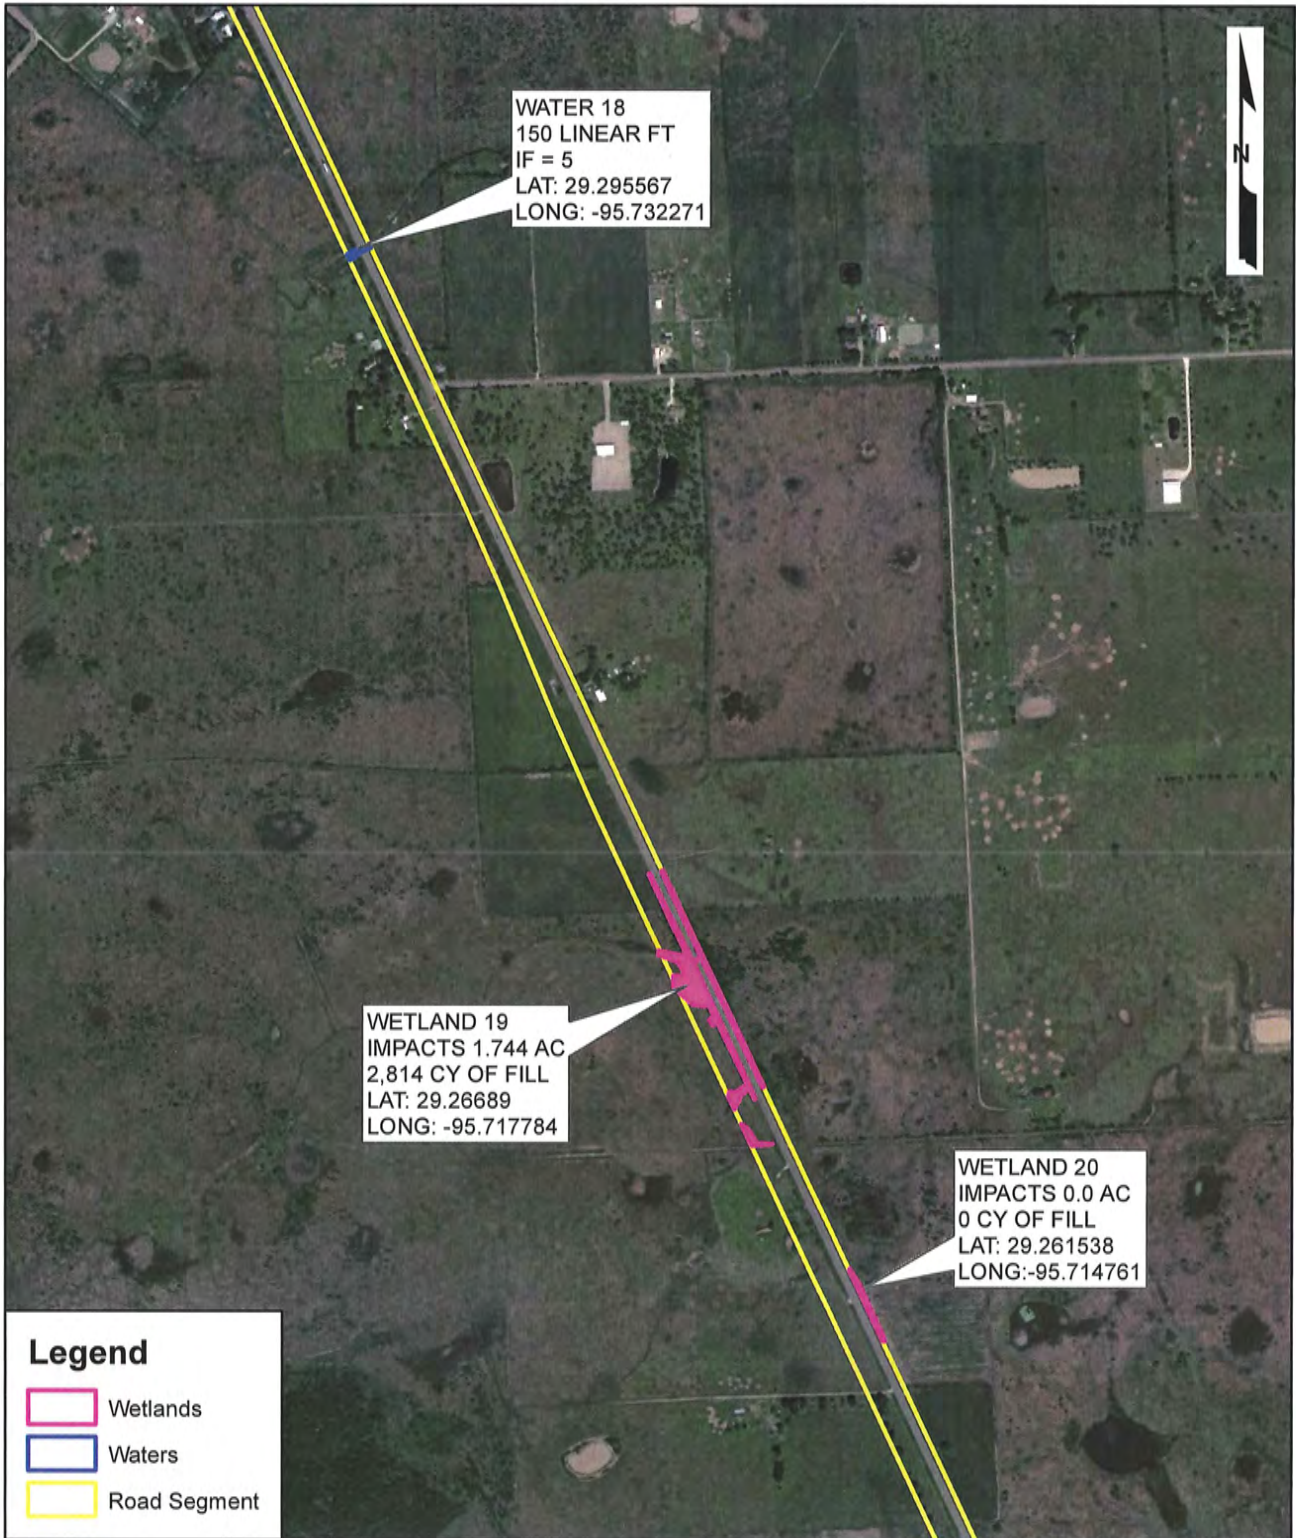 WATER 18
150 LINEAR FT
IF = 5
LAT: 29.295567
LONG: -95.732271
N
WETLAND 19
IMPACTS 1.744 AC
2,814 CY OF FILL
LAT: 29.26689
LONG: -95.717784
WETLAND 20
IMPACTS 0.0 AC
0 CY OF FILL
LAT: 29.261538
LONG:-95.714761
Legend
Wetlands
Waters
Road Segment